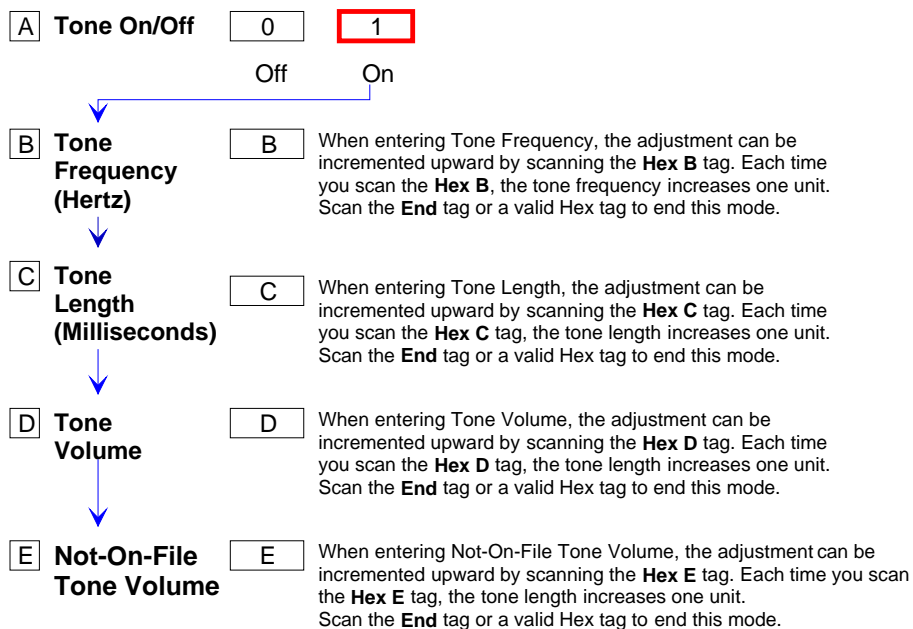 A Tone On/Off 0 1
Off On
B Tone Frequency (Hertz) B
When entering Tone Frequency, the adjustment can be
incremented upward by scanning the Hex B tag. Each time
you scan the Hex B, the tone frequency increases one unit.
Scan the End tag or a valid Hex tag to end this mode.
C Tone Length (Milliseconds) C
When entering Tone Length, the adjustment can be
incremented upward by scanning the Hex C tag. Each time
you scan the Hex C tag, the tone length increases one unit.
Scan the End tag or a valid Hex tag to end this mode.
D Tone Volume D
When entering Tone Volume, the adjustment can be
incremented upward by scanning the Hex D tag. Each time
you scan the Hex D tag, the tone length increases one unit.
Scan the End tag or a valid Hex tag to end this mode.
E Not-On-File Tone Volume E
When entering Not-On-File Tone Volume, the adjustment can be
incremented upward by scanning the Hex E tag. Each time you scan
the Hex E tag, the tone length increases one unit.
Scan the End tag or a valid Hex tag to end this mode.